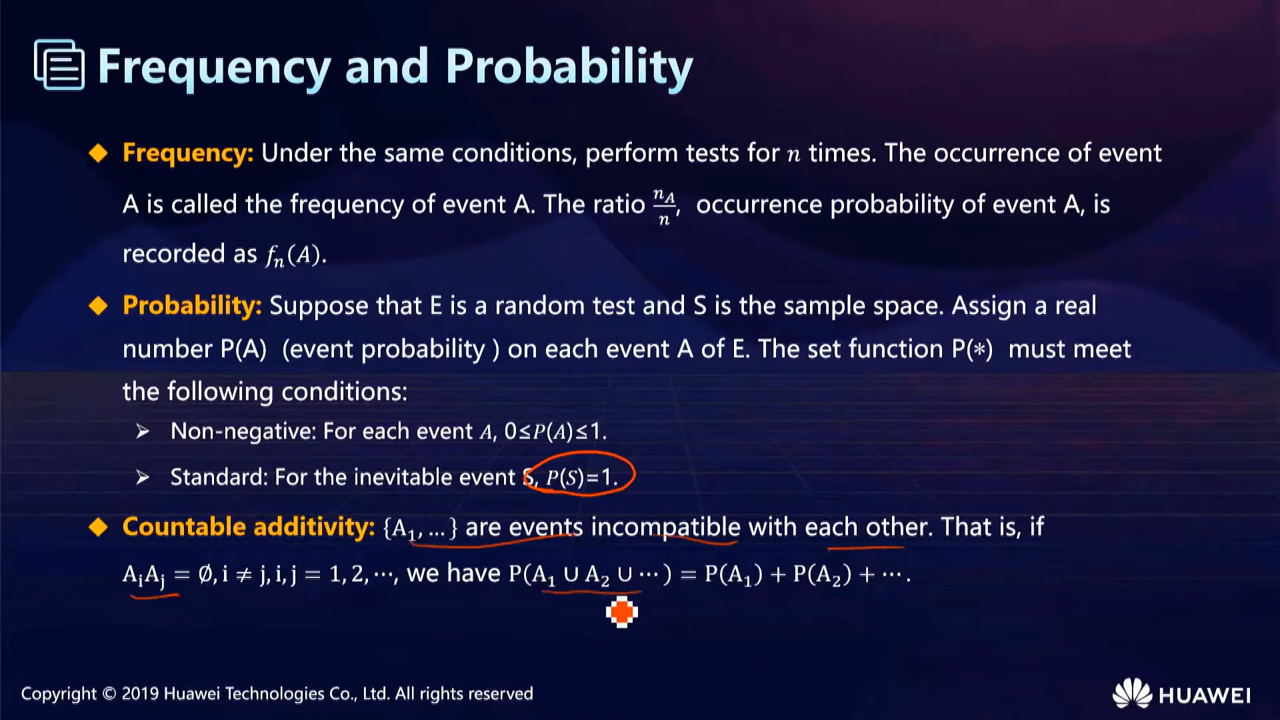 Frequency and Probability
Frequency: Under the same conditions, perform tests for n times. The occurrence of event
A is called the frequency of event A. The ratio n_A/n, occurrence probability of event A, is
recorded as f_n(A).
Probability: Suppose that E is a random test and S is the sample space. Assign a real
number P(A) (event probability ) on each event A of E. The set function P(*) must meet
the following conditions:
Non-negative: For each event A, 0≤P(A)≤1.
Standard: For the inevitable event S, P(S)=1.
Countable additivity: {A₁, ...} are events incompatible with each other. That is, if
AᵢAⱼ = ∅, i ≠ j, i, j = 1, 2, ⋯, we have P(A₁ ∪ A₂ ∪ ⋯) = P(A₁) + P(A₂) + ⋯.
Copyright © 2019 Huawei Technologies Co., Ltd. All rights reserved
HUAWEI